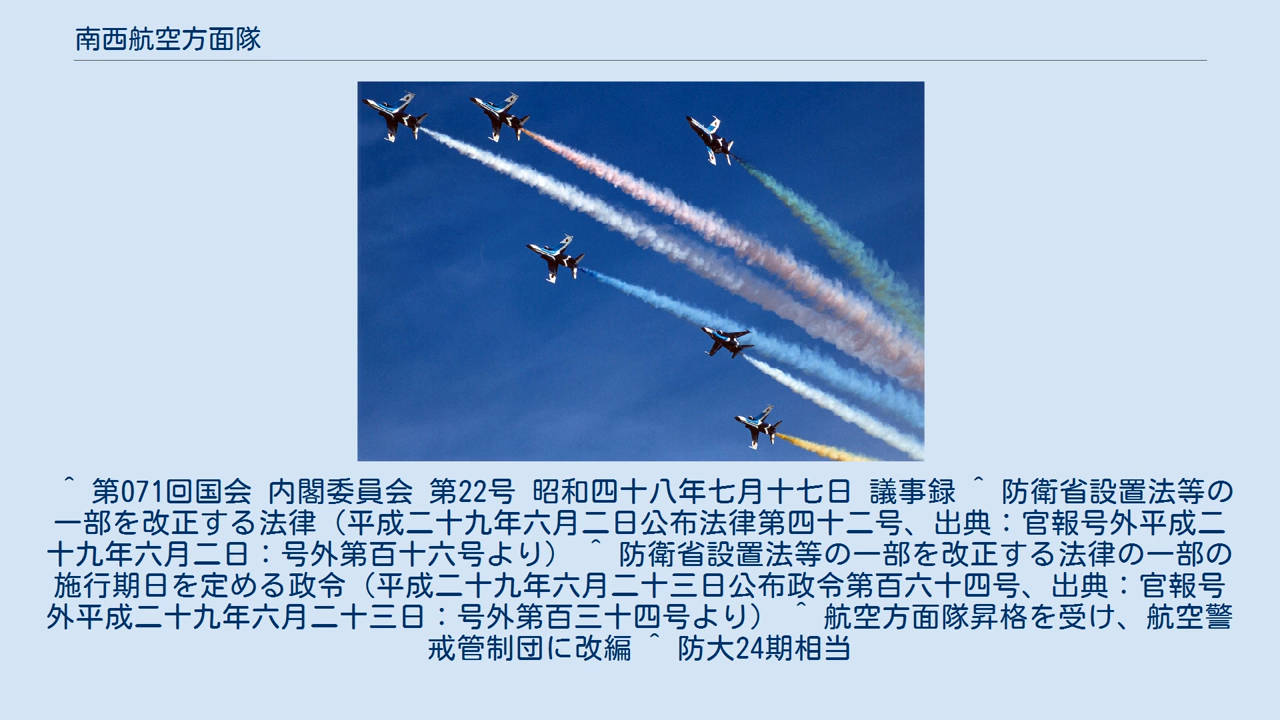 南西航空方面隊
＾ 第071回国会 内閣委員会 第22号 昭和四十八年七月十七日 議事録 ＾ 防衛省設置法等の
一部を改正する法律（平成二十九年六月二日公布法律第四十二号、出典：官報号外平成二
十九年六月二日：号外第百十六号より） ＾ 防衛省設置法等の一部を改正する法律の一部の
施行期日を定める政令（平成二十九年六月二十三日公布政令第百六十四号、出典：官報号
外平成二十九年六月二十三日：号外第百三十四号より） ＾ 航空方面隊昇格を受け、航空警
戒管制団に改編 ＾ 防大24期相当